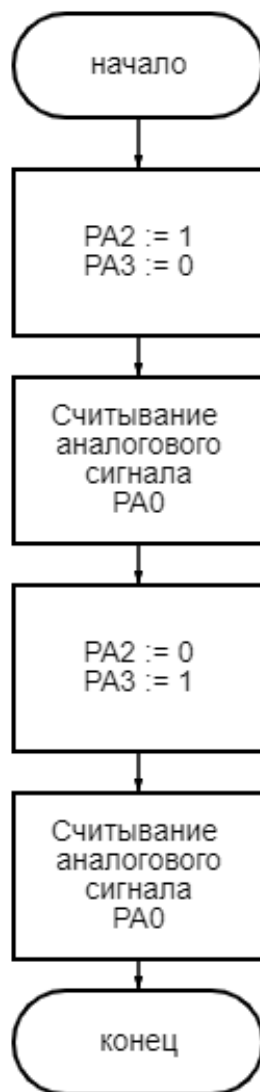 начало
PA2 := 1
PA3 := 0
Считывание
аналогового
сигнала
PA0
PA2 := 0
PA3 := 1
Считывание
аналогового
сигнала
PA0
конец